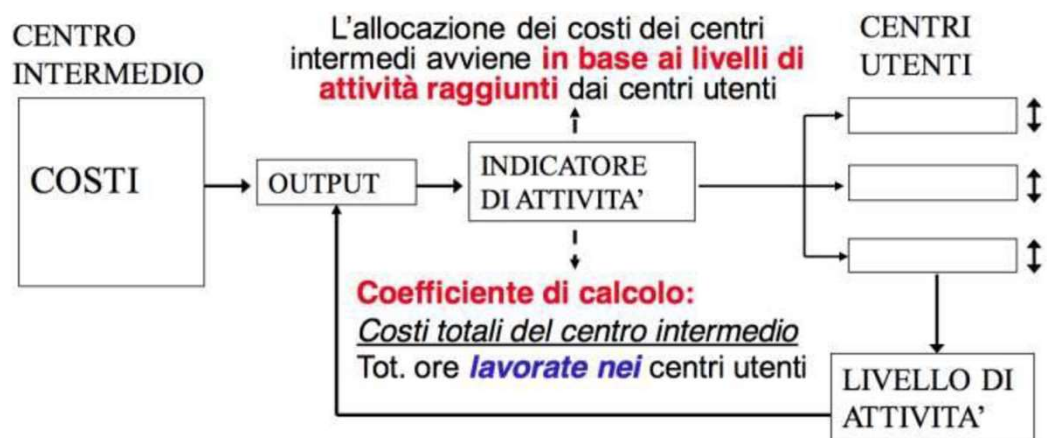 CENTRO
INTERMEDIO
L'allocazione dei costi dei centri
intermedi avviene in base ai livelli di
attività raggiunti dai centri utenti
CENTRI
UTENTI
COSTI
OUTPUT
INDICATORE
DI ATTIVITA'
Coefficiente di calcolo:
Costi totali del centro intermedio
Tot. ore lavorate nei centri utenti
LIVELLO DI
ATTIVITA'